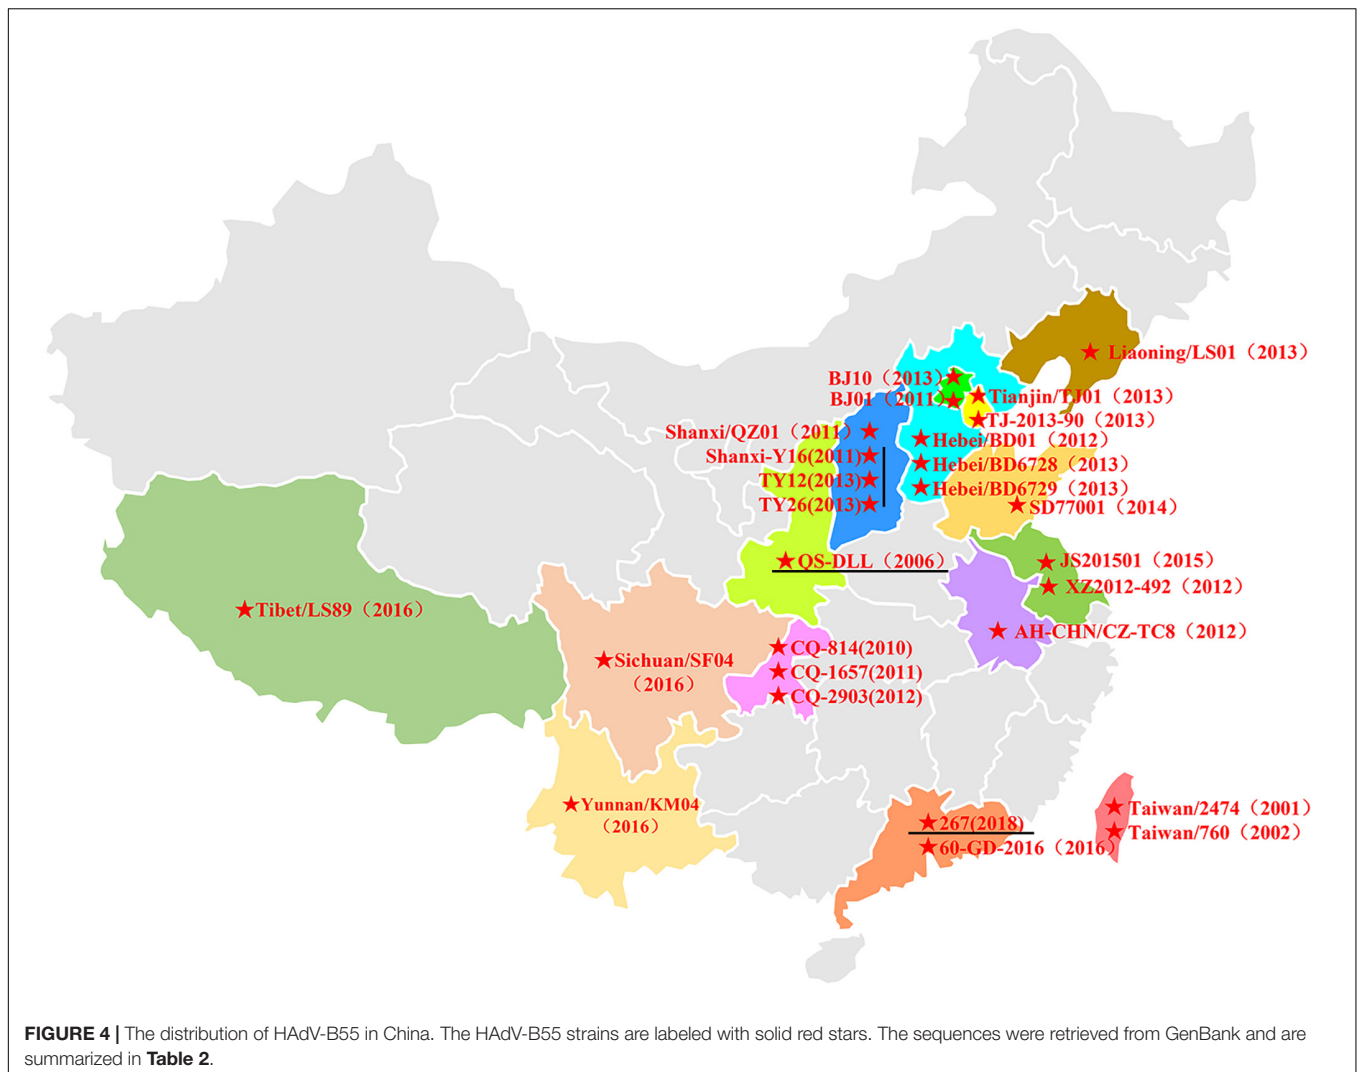 Liaoning/LS01（2013）
BJ10（2013）
BJ01（2011）
Tianjin/TJ01（2013）
TJ-2013-90（2013）
Shanxi/QZ01（2011）
Hebei/BD01（2012）
Shanxi-Y16(2011)
Hebei/BD6728（2013）
TY12(2013)
Hebei/BD6729（2013）
TY26(2013)
SD77001（2014）
QS-DLL（2006）
JS201501（2015）
XZ2012-492（2012）
Tibet/LS89（2016）
AH-CHN/CZ-TC8（2012）
CQ-814(2010)
Sichuan/SF04
（2016）
CQ-1657(2011)
CQ-2903(2012)
Yunnan/KM04
（2016）
Taiwan/2474（2001）
267(2018)
Taiwan/760（2002）
60-GD-2016（2016）
FIGURE 4 | The distribution of HAdV-B55 in China. The HAdV-B55 strains are labeled with solid red stars. The sequences were retrieved from GenBank and are
summarized in Table 2.